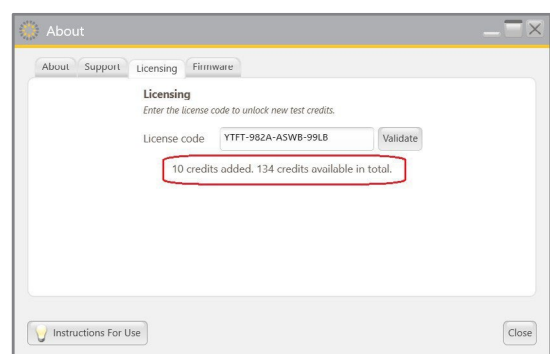 About
About Support Licensing Firmware
Licensing
Enter the license code to unlock new test credits.
License code YTFT-982A-ASWB-99LB Validate
10 credits added. 134 credits available in total.
Instructions For Use Close